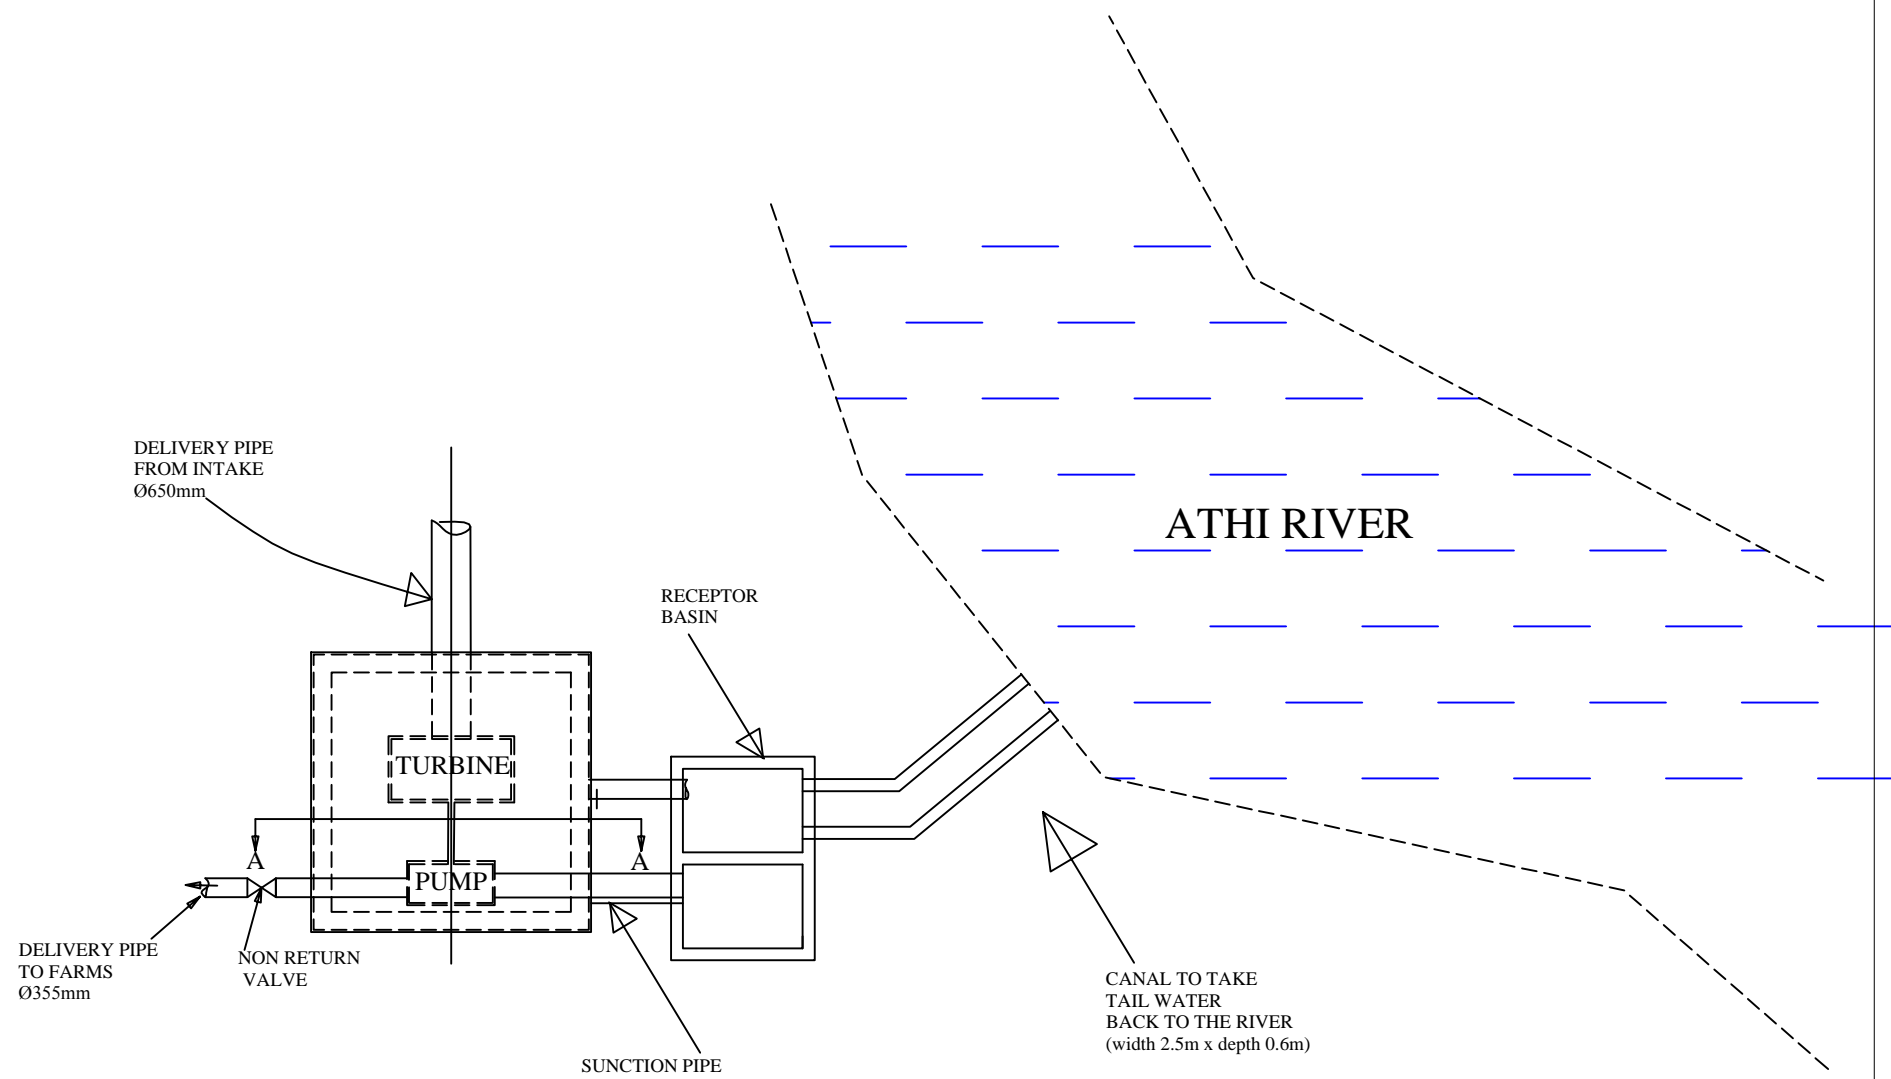 DELIVERY PIPE
FROM INTAKE
Ø650mm
ATHI RIVER
RECEPTOR
BASIN
TURBINE
A
A
PUMP
DELIVERY PIPE
TO FARMS
Ø355mm
NON RETURN
VALVE
CANAL TO TAKE
TAIL WATER
BACK TO THE RIVER
(width 2.5m x depth 0.6m)
SUNCTION PIPE